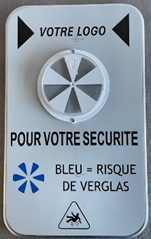 VOTRE LOGO
POUR VOTRE SECURITE
BLEU = RISQUE
DE VERGLAS